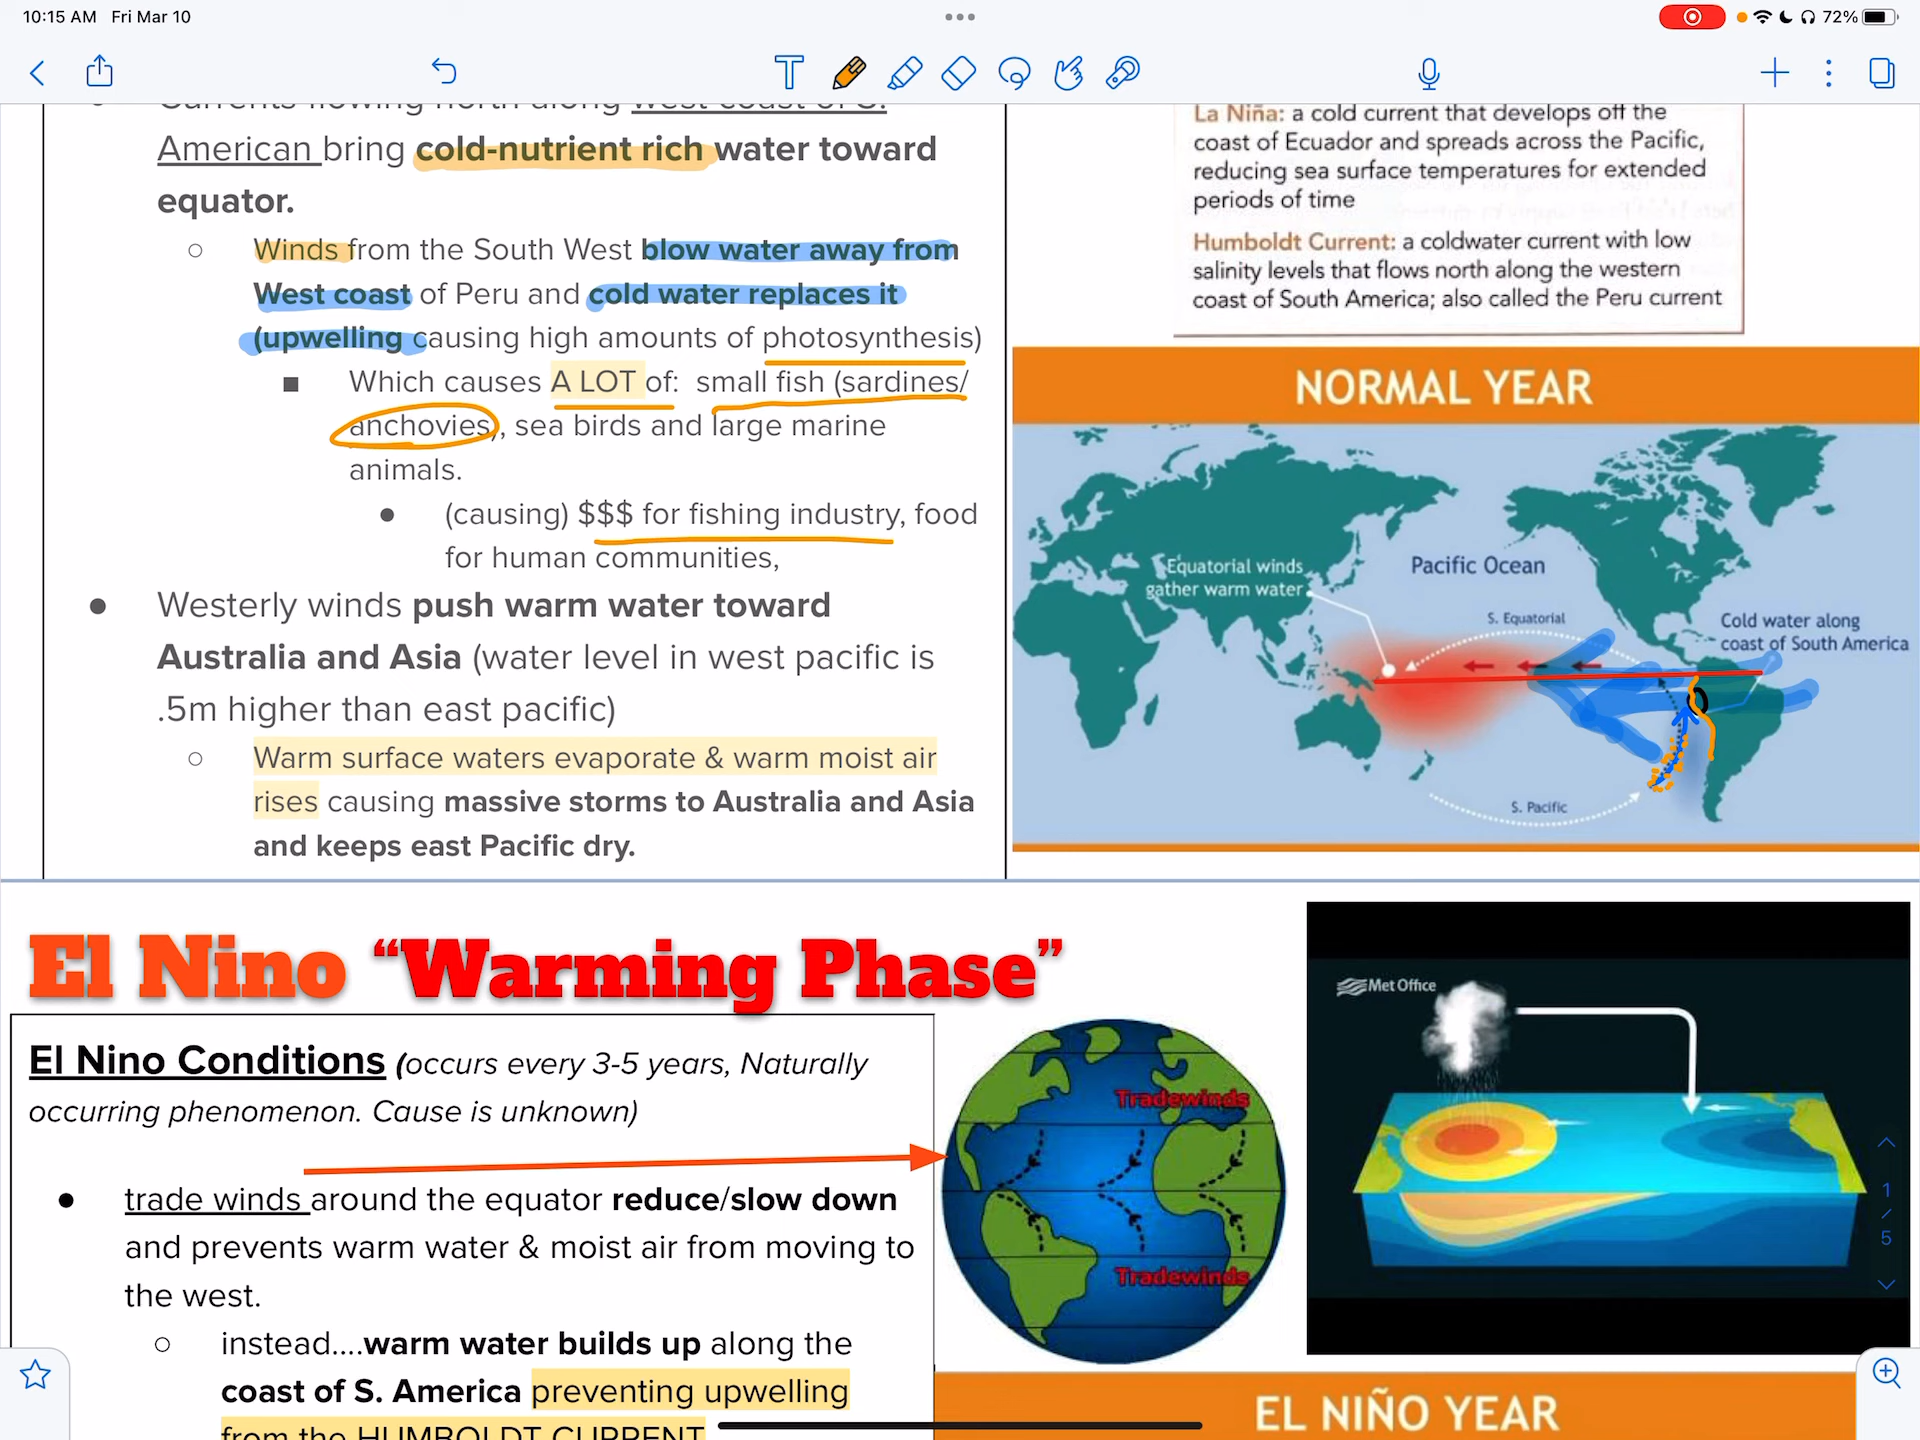 10:15 AM Fri Mar 10
72%
Currents flowing north along west coast of S.
American bring cold-nutrient rich water toward
equator.
○ Winds from the South West blow water away from
West coast of Peru and cold water replaces it
(upwelling causing high amounts of photosynthesis)
■ Which causes A LOT of: small fish (sardines/
anchovies), sea birds and large marine
animals.
● (causing) $$$ for fishing industry, food
for human communities,
● Westerly winds push warm water toward
Australia and Asia (water level in west pacific is
.5m higher than east pacific)
○ Warm surface waters evaporate & warm moist air
rises causing massive storms to Australia and Asia
and keeps east Pacific dry.
La Niña: a cold current that develops off the
coast of Ecuador and spreads across the Pacific,
reducing sea surface temperatures for extended
periods of time
Humboldt Current: a coldwater current with low
salinity levels that flows north along the western
coast of South America; also called the Peru current
NORMAL YEAR
Equatorial winds
gather warm water
Pacific Ocean
S. Equatorial
Cold water along
coast of South America
S. Pacific
El Nino “Warming Phase”
El Nino Conditions (occurs every 3-5 years, Naturally
occurring phenomenon. Cause is unknown)
● trade winds around the equator reduce/slow down
and prevents warm water & moist air from moving to
the west.
○ instead....warm water builds up along the
coast of S. America preventing upwelling
from the HUMBOLDT CURRENT
Tradewinds
Tradewinds
Met Office
1
/
5
EL NIÑO YEAR